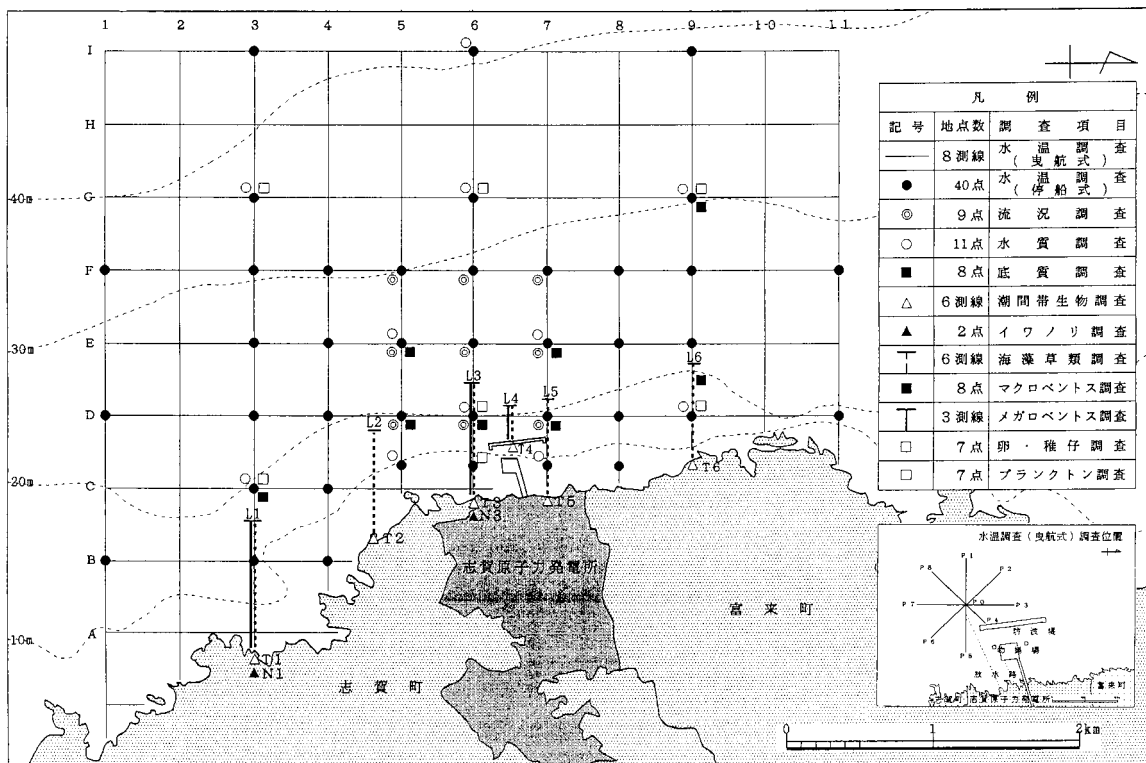 1 2 3 4 5 6 7 8 9 10 11
I
H
G
F
E
D
C
B
A
40m
30m
20m
10m
L1
L2
L3
L4
L5
L6
T1
N1
T2
T3
N3
T4
T5
T6
志賀原子力発電所
志賀町
富来町
凡例
記号 地点数 調査項目
8測線 水温調査(曳航式)
40点 水温調査(停船式)
9点 流況調査
11点 水質調査
8点 底質調査
6測線 潮間帯生物調査
2点 イワノリ調査
6測線 海藻草類調査
8点 マクロベントス調査
3測線 メガロベントス調査
7点 卵・稚仔調査
7点 プランクトン調査
水温調査(曳航式)調査位置
P1
P8 P2
P7 P0 P3
P4
P6
P5
防波堤
物揚場
放水路
富来町
志賀町 志賀原子力発電所
0 1 2km